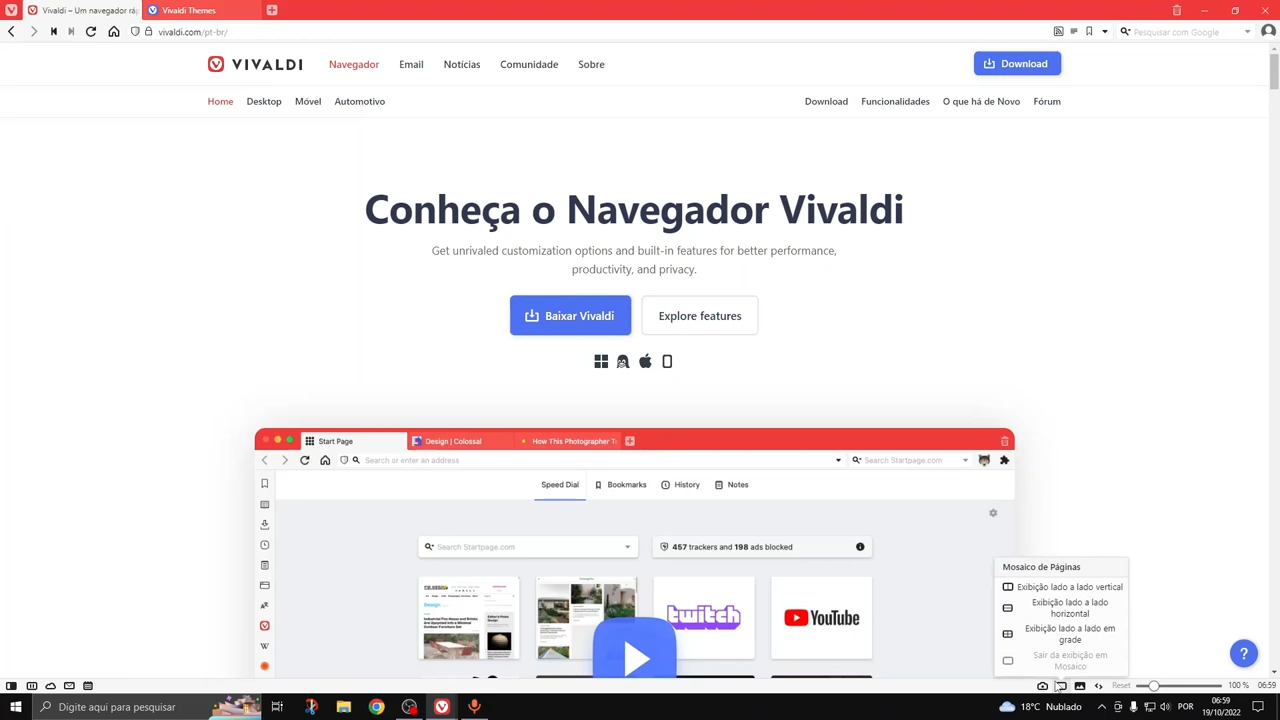 Vivaldi – Um navegador ráp
Vivaldi Themes
vivaldi.com/pt-br/
Pesquisar com Google
VIVALDI
Navegador
Email
Notícias
Comunidade
Sobre
Download
Home
Desktop
Móvel
Automotivo
Download
Funcionalidades
O que há de Novo
Fórum
Conheça o Navegador Vivaldi
Get unrivaled customization options and built-in features for better performance,
productivity, and privacy.
Baixar Vivaldi
Explore features
Start Page
Design | Colossal
How This Photographer T
Search or enter an address
Search Startpage.com
Speed Dial
Bookmarks
History
Notes
Search Startpage.com
457 trackers and 198 ads blocked
twitch
YouTube
Mosaico de Páginas
Exibição lado a lado vertical
Exibição lado a lado
horizontal
Exibição lado a lado em
grade
Sair da exibição em
Mosaico
?
Reset
100 %
06:59
Digite aqui para pesquisar
18°C Nublado
POR
06:59
19/10/2022